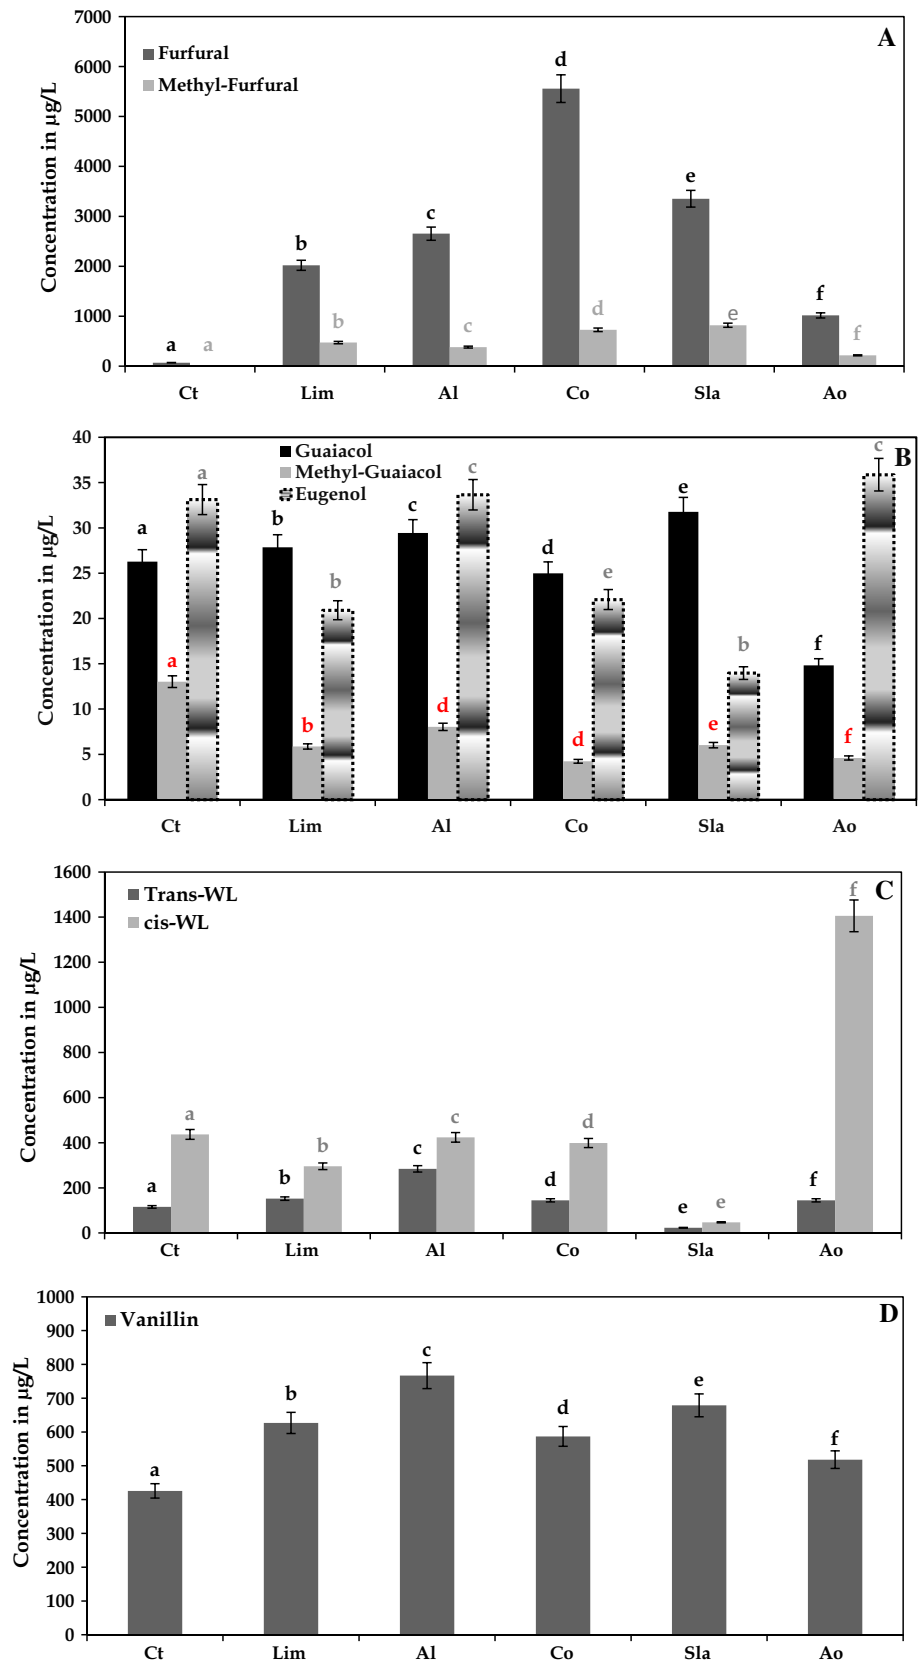 A
Furfural
Methyl-Furfural
Concentration in µg/L
7000
6000
5000
4000
3000
2000
1000
0
a a b b c c d d e e f f
Ct Lim Al Co Sla Ao
B
Guaiacol
Methyl-Guaiacol
Eugenol
Concentration in µg/L
40
35
30
25
20
15
10
5
0
a a a b b b c d c d d e e e b f f c
Ct Lim Al Co Sla Ao
C
Trans-WL
cis-WL
Concentration in µg/L
1600
1400
1200
1000
800
600
400
200
0
a a b b c c d d e e f f
Ct Lim Al Co Sla Ao
D
Vanillin
Concentration in µg/L
1000
900
800
700
600
500
400
300
200
100
0
a b c d e f
Ct Lim Al Co Sla Ao